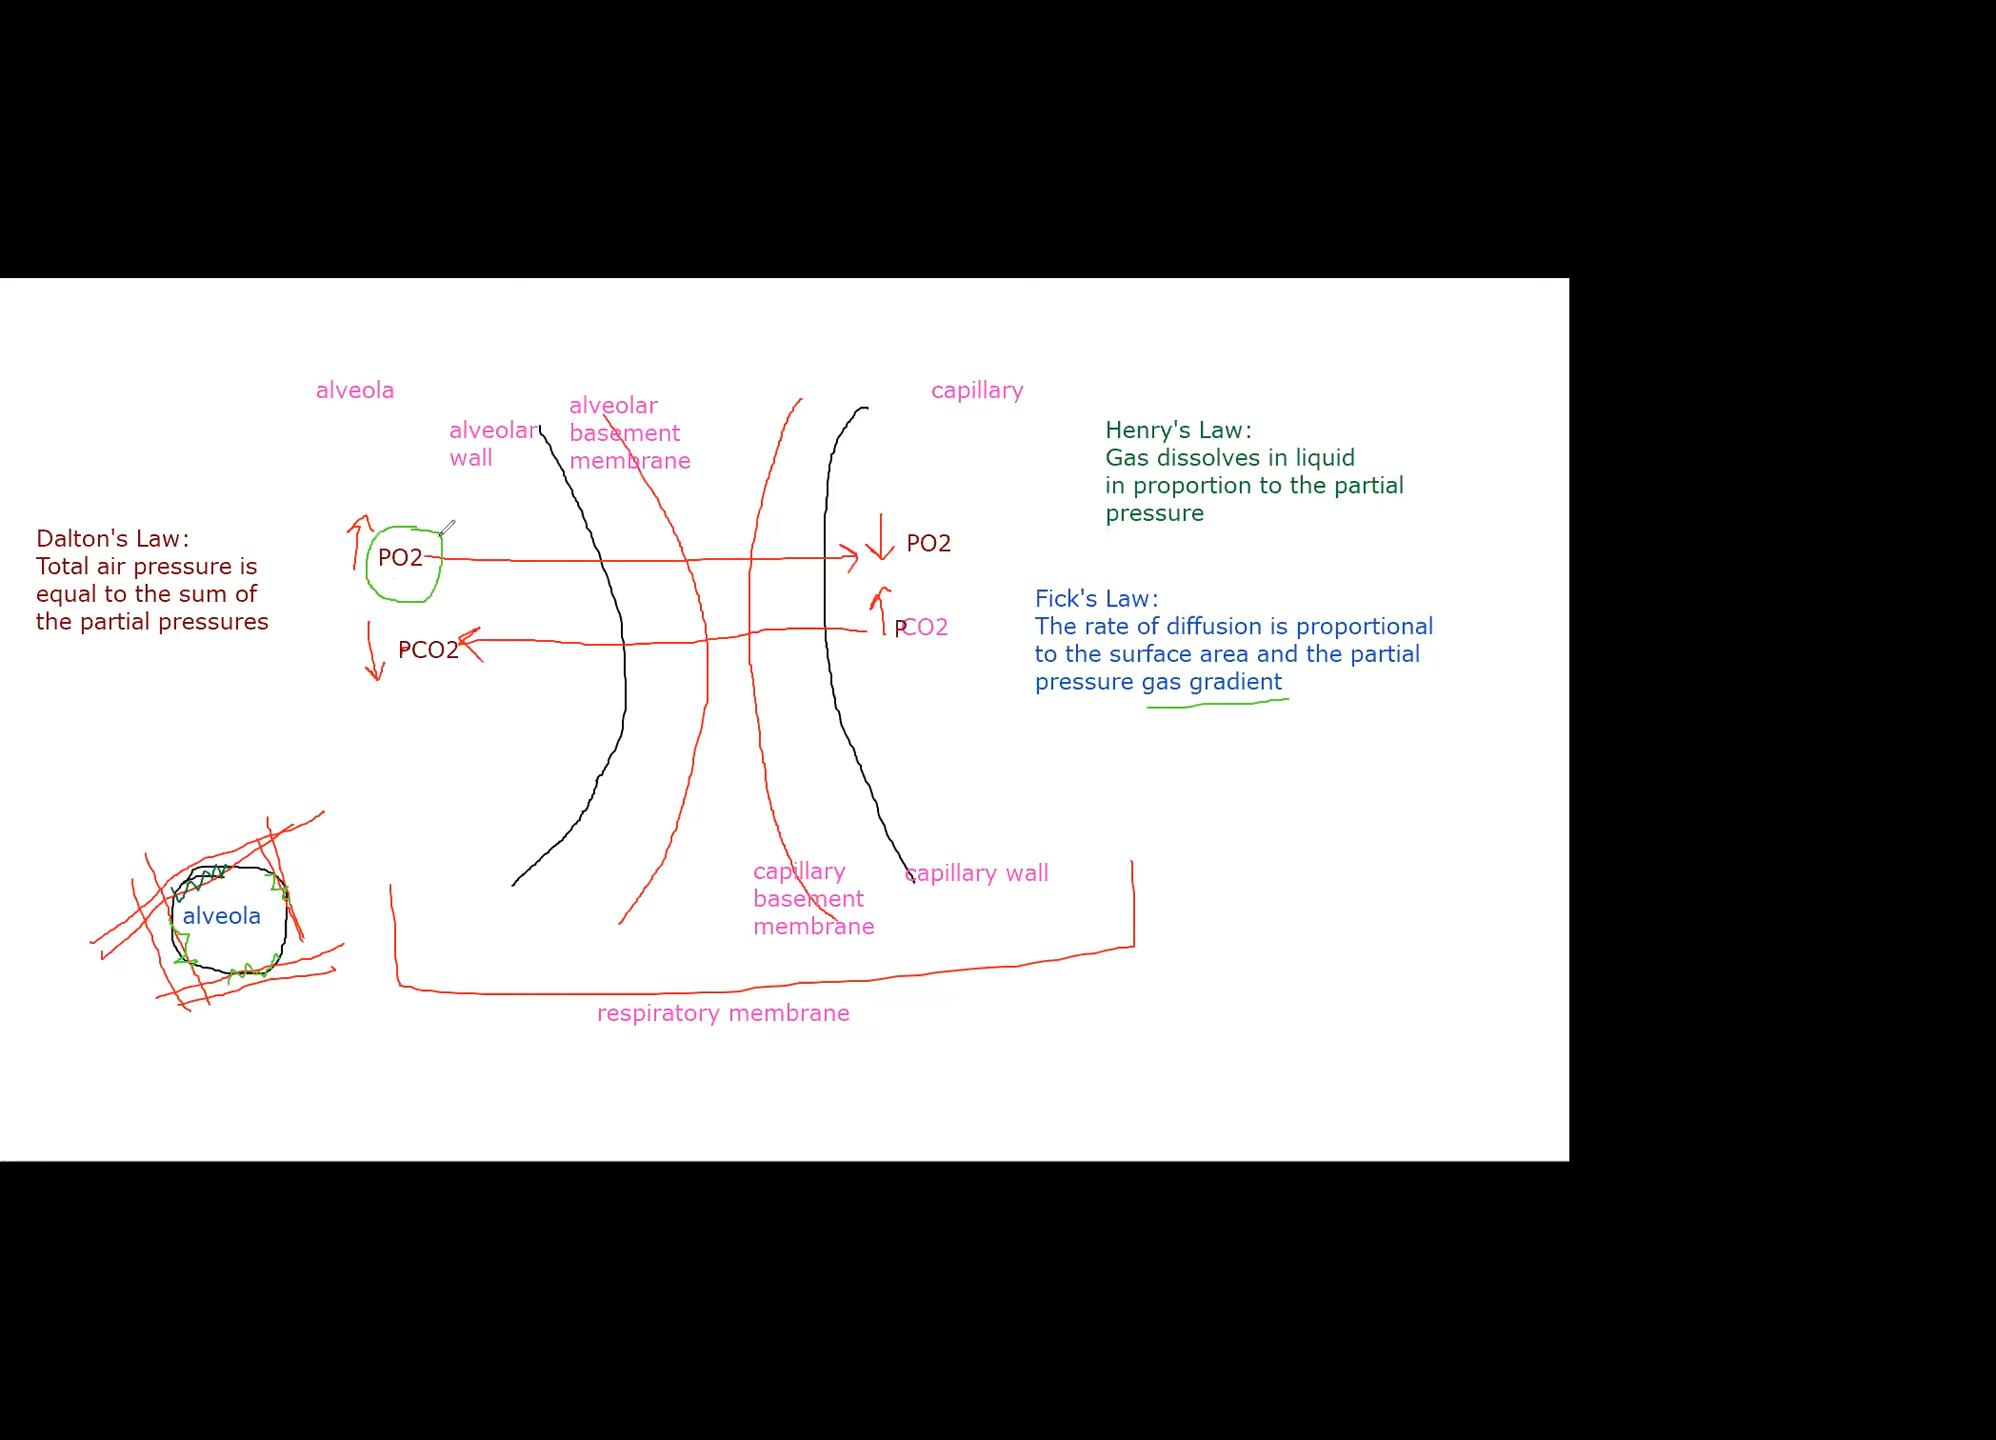 alveola
capillary
alveolar
wall
alveolar
basement
membrane
Henry's Law:
Gas dissolves in liquid
in proportion to the partial
pressure
Dalton's Law:
Total air pressure is
equal to the sum of
the partial pressures
PO2
PO2
PCO2
PCO2
Fick's Law:
The rate of diffusion is proportional
to the surface area and the partial
pressure gas gradient
alveola
capillary
basement
membrane
capillary wall
respiratory membrane